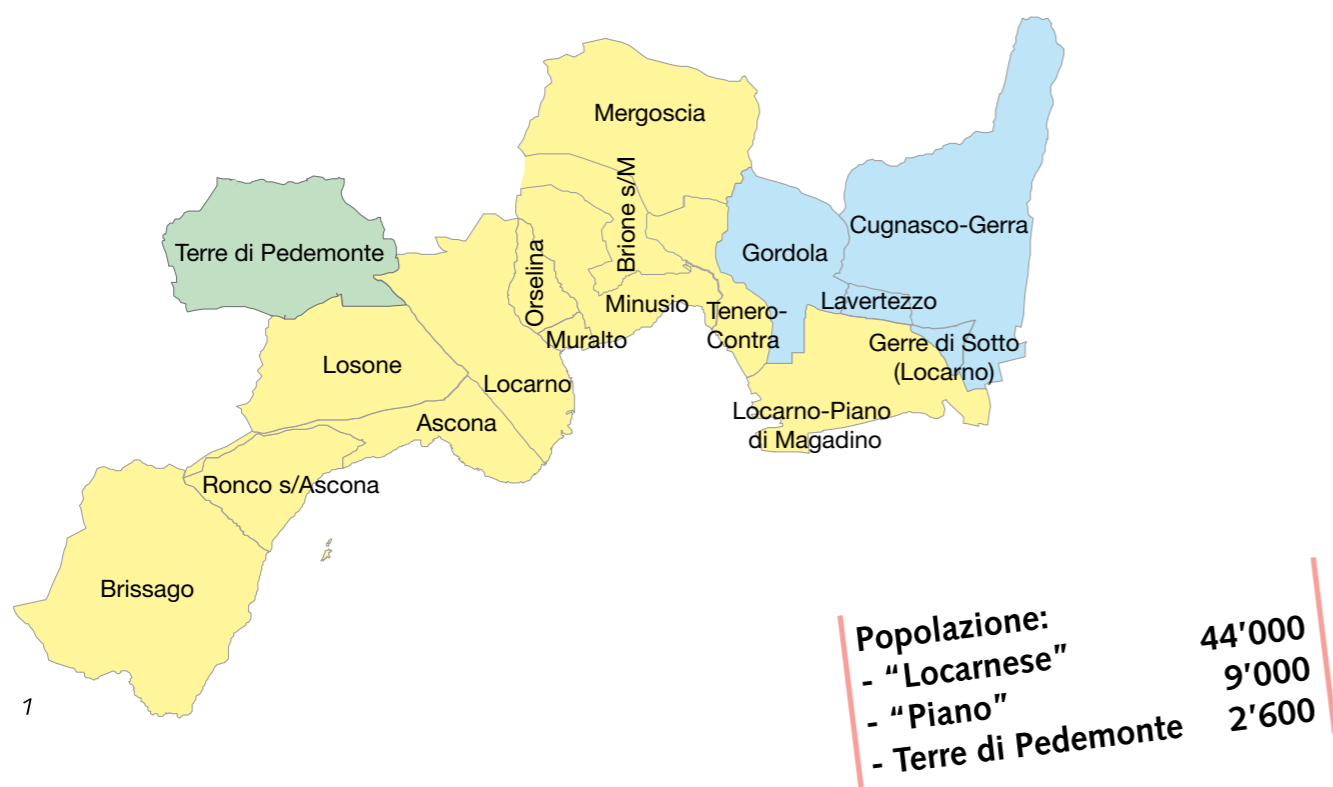 Mergoscia
Brione s/M
Cugnasco-Gerra
Terre di Pedemonte
Gordola
Orselina
Lavertezzo
Minusio
Tenero-
Contra
Muralto
Gerre di Sotto
(Locarno)
Losone
Locarno
Locarno-Piano
di Magadino
Ascona
Ronco s/Ascona
Brissago
1
Popolazione:
- “Locarnese” 44’000
- “Piano” 9’000
- Terre di Pedemonte 2’600